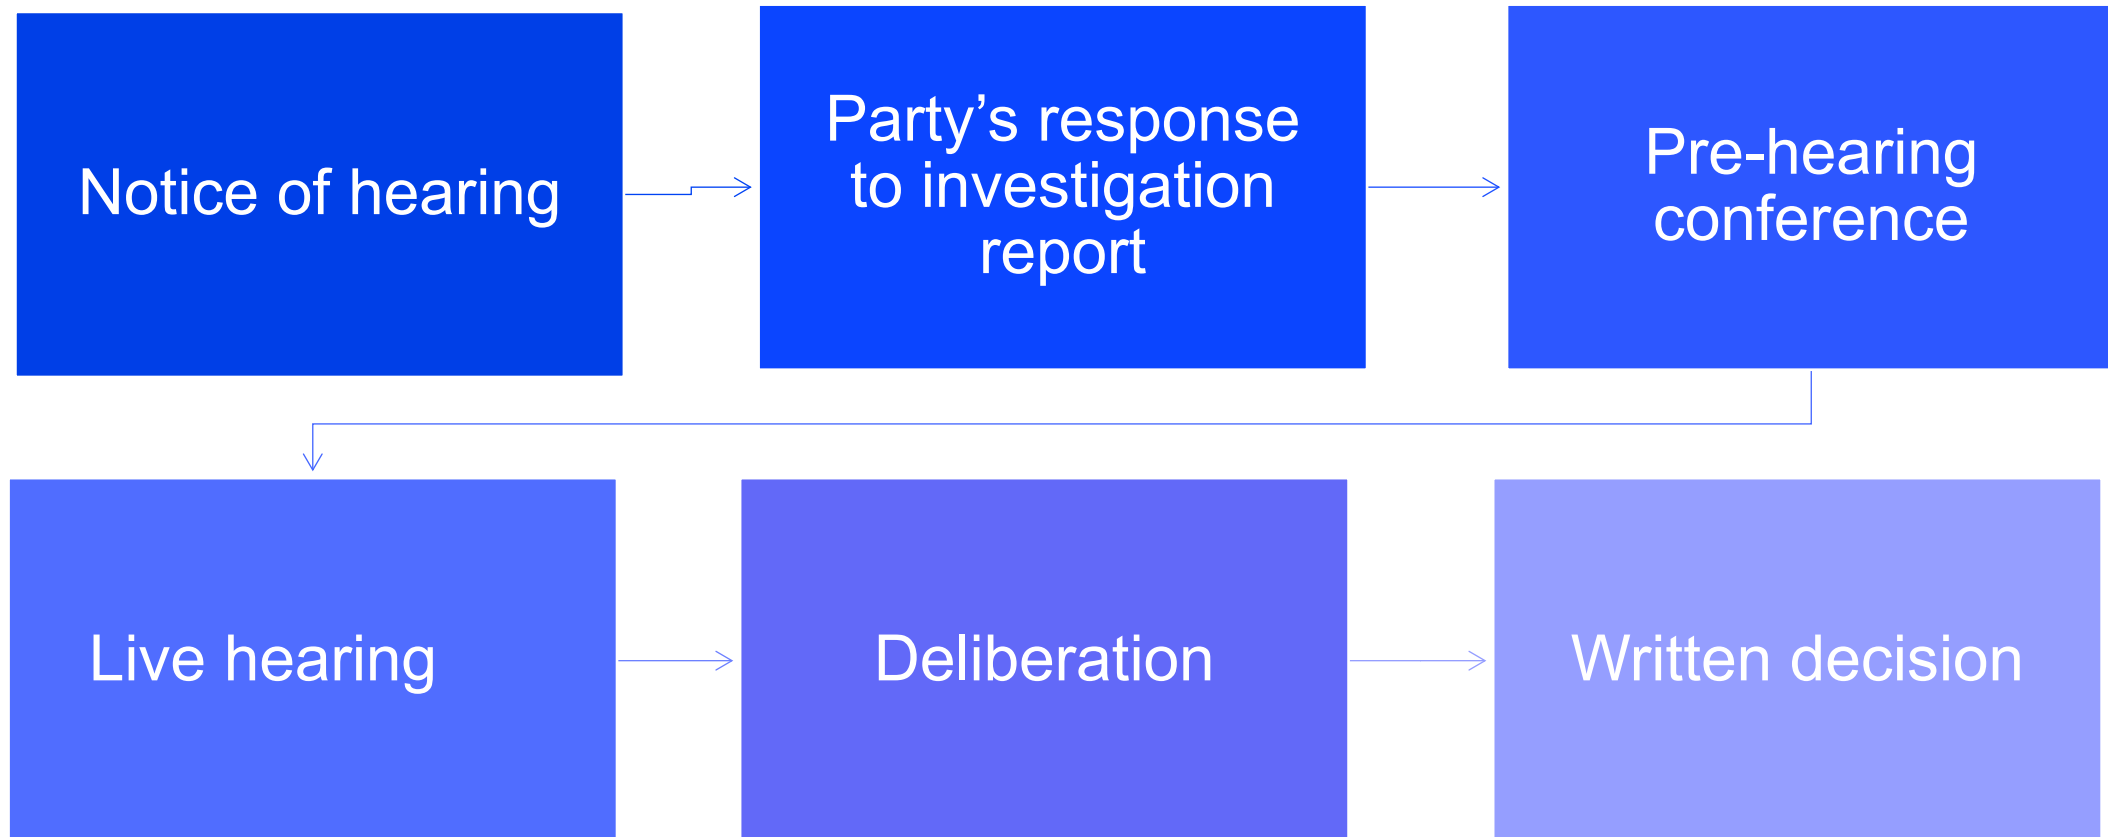 Notice of hearing
Party’s response
to investigation
report
Pre-hearing
conference
Live hearing
Deliberation
Written decision